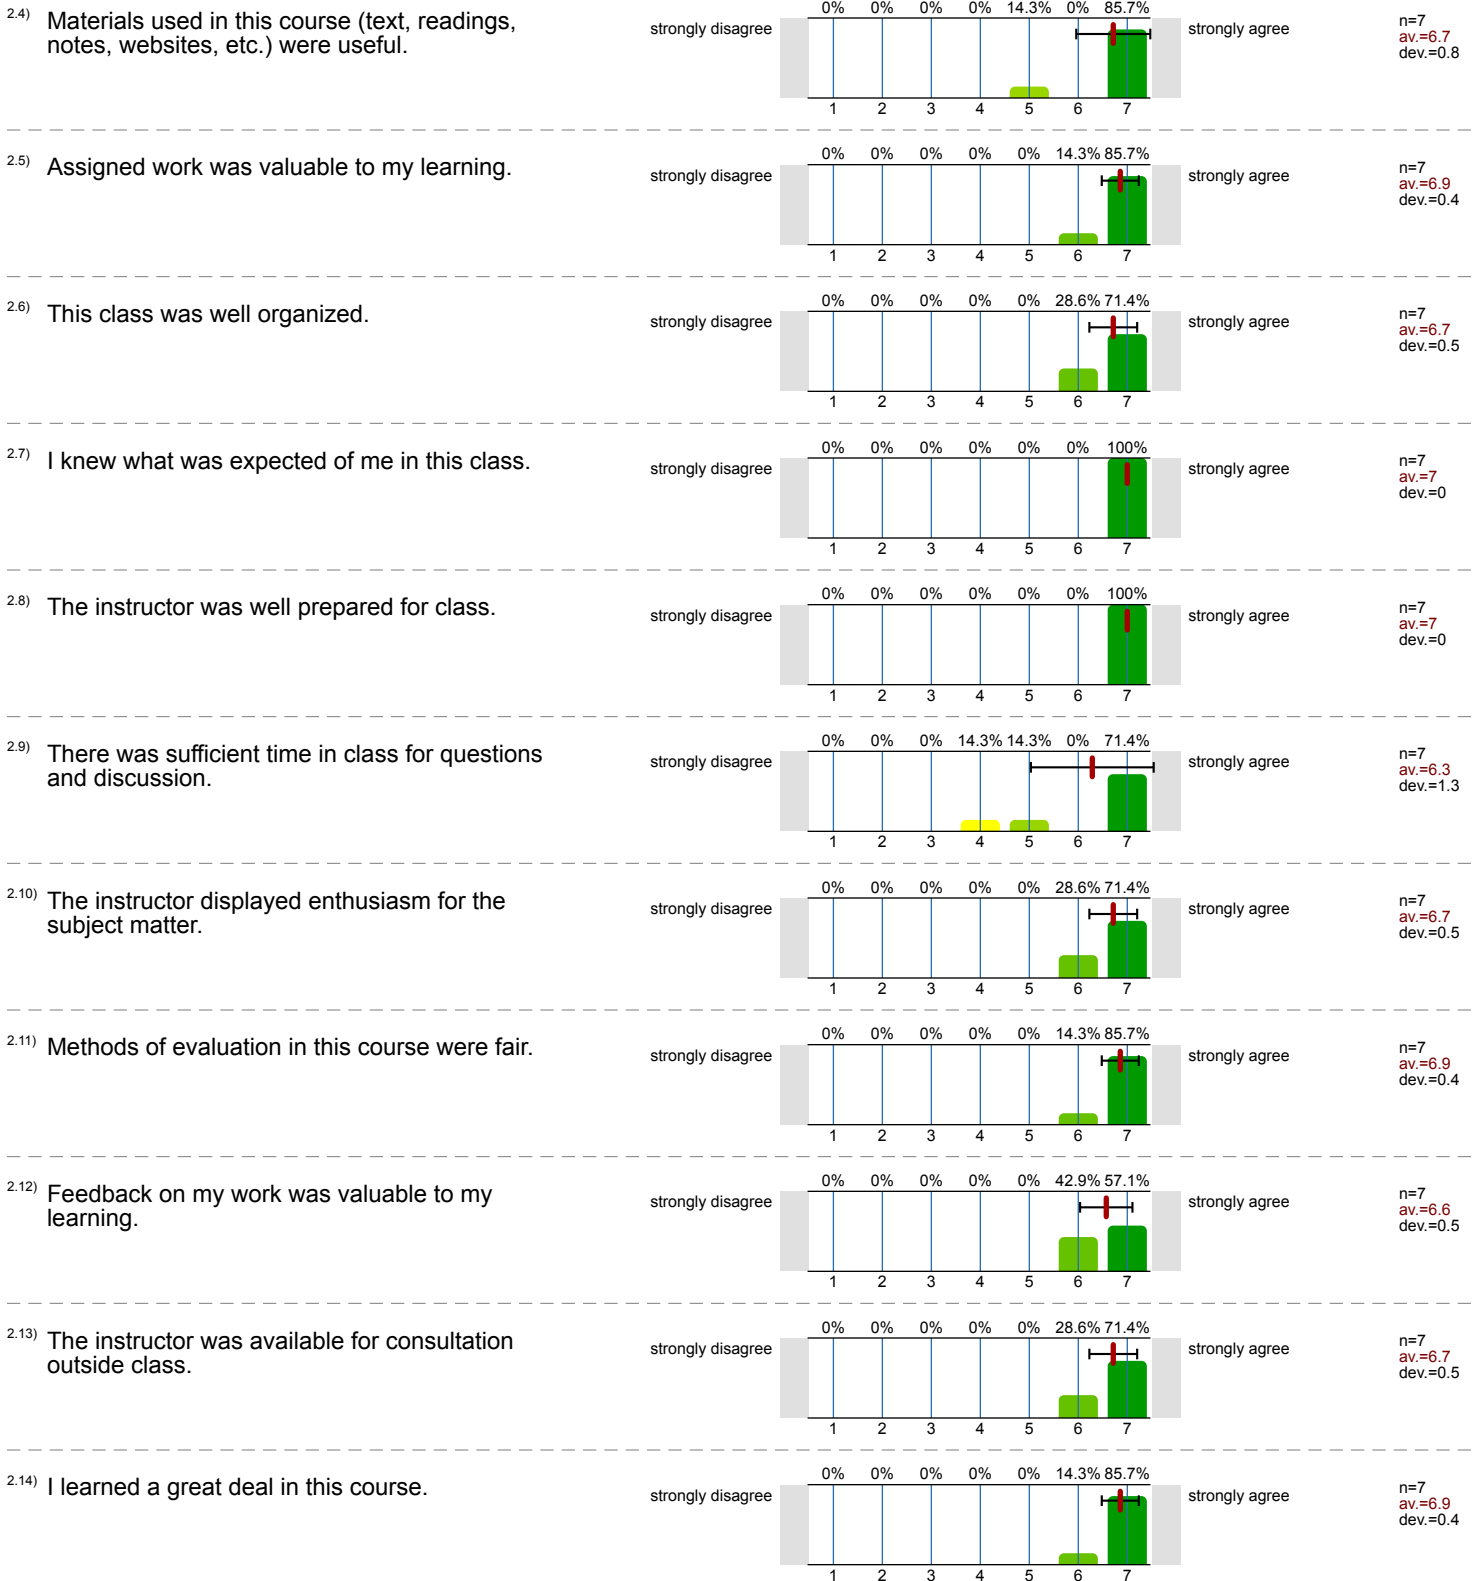 2.4) Materials used in this course (text, readings,
notes, websites, etc.) were useful.
strongly disagree
0% 0% 0% 0% 14.3% 0% 85.7%
1 2 3 4 5 6 7
strongly agree
n=7
av.=6.7
dev.=0.8
2.5) Assigned work was valuable to my learning.
strongly disagree
0% 0% 0% 0% 0% 14.3% 85.7%
1 2 3 4 5 6 7
strongly agree
n=7
av.=6.9
dev.=0.4
2.6) This class was well organized.
strongly disagree
0% 0% 0% 0% 0% 28.6% 71.4%
1 2 3 4 5 6 7
strongly agree
n=7
av.=6.7
dev.=0.5
2.7) I knew what was expected of me in this class.
strongly disagree
0% 0% 0% 0% 0% 0% 100%
1 2 3 4 5 6 7
strongly agree
n=7
av.=7
dev.=0
2.8) The instructor was well prepared for class.
strongly disagree
0% 0% 0% 0% 0% 0% 100%
1 2 3 4 5 6 7
strongly agree
n=7
av.=7
dev.=0
2.9) There was sufficient time in class for questions
and discussion.
strongly disagree
0% 0% 0% 14.3% 14.3% 0% 71.4%
1 2 3 4 5 6 7
strongly agree
n=7
av.=6.3
dev.=1.3
2.10) The instructor displayed enthusiasm for the
subject matter.
strongly disagree
0% 0% 0% 0% 0% 28.6% 71.4%
1 2 3 4 5 6 7
strongly agree
n=7
av.=6.7
dev.=0.5
2.11) Methods of evaluation in this course were fair.
strongly disagree
0% 0% 0% 0% 0% 14.3% 85.7%
1 2 3 4 5 6 7
strongly agree
n=7
av.=6.9
dev.=0.4
2.12) Feedback on my work was valuable to my
learning.
strongly disagree
0% 0% 0% 0% 0% 42.9% 57.1%
1 2 3 4 5 6 7
strongly agree
n=7
av.=6.6
dev.=0.5
2.13) The instructor was available for consultation
outside class.
strongly disagree
0% 0% 0% 0% 0% 28.6% 71.4%
1 2 3 4 5 6 7
strongly agree
n=7
av.=6.7
dev.=0.5
2.14) I learned a great deal in this course.
strongly disagree
0% 0% 0% 0% 0% 14.3% 85.7%
1 2 3 4 5 6 7
strongly agree
n=7
av.=6.9
dev.=0.4